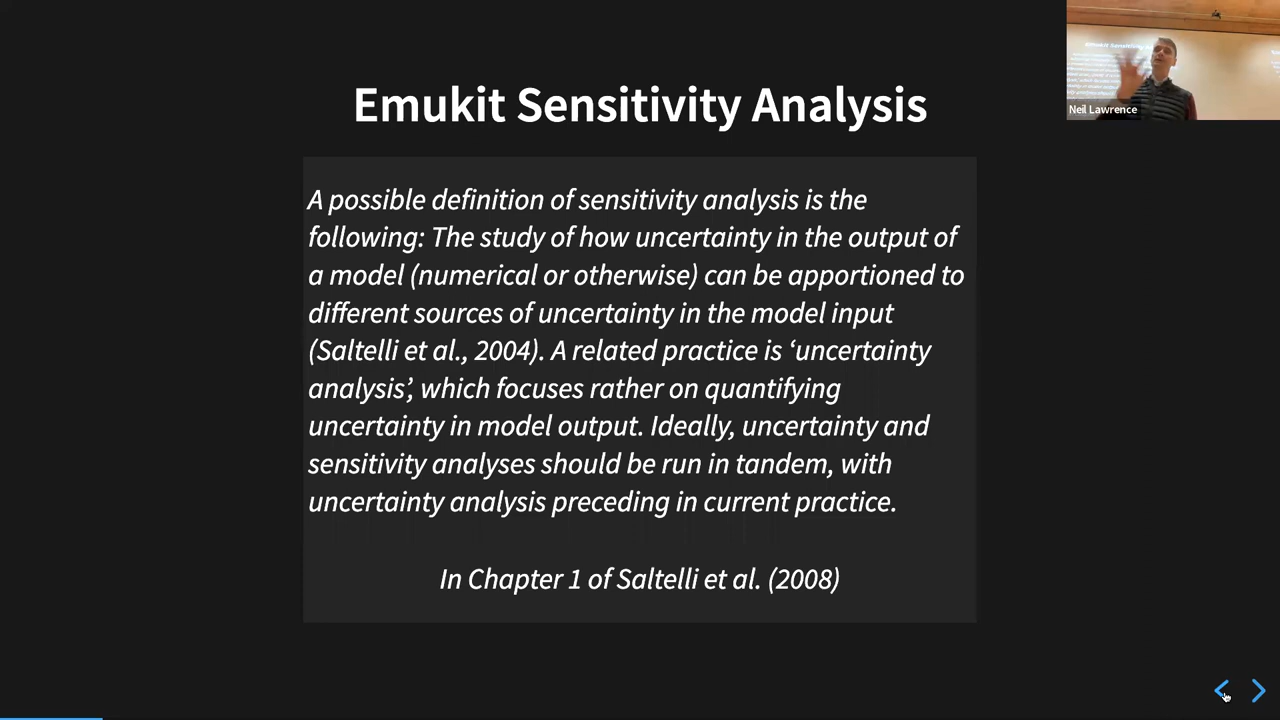 Emukit Sensitivity Analysis
A possible definition of sensitivity analysis is the
following: The study of how uncertainty in the output of
a model (numerical or otherwise) can be apportioned to
different sources of uncertainty in the model input
(Saltelli et al., 2004). A related practice is ‘uncertainty
analysis’, which focuses rather on quantifying
uncertainty in model output. Ideally, uncertainty and
sensitivity analyses should be run in tandem, with
uncertainty analysis preceding in current practice.
In Chapter 1 of Saltelli et al. (2008)
Neil Lawrence